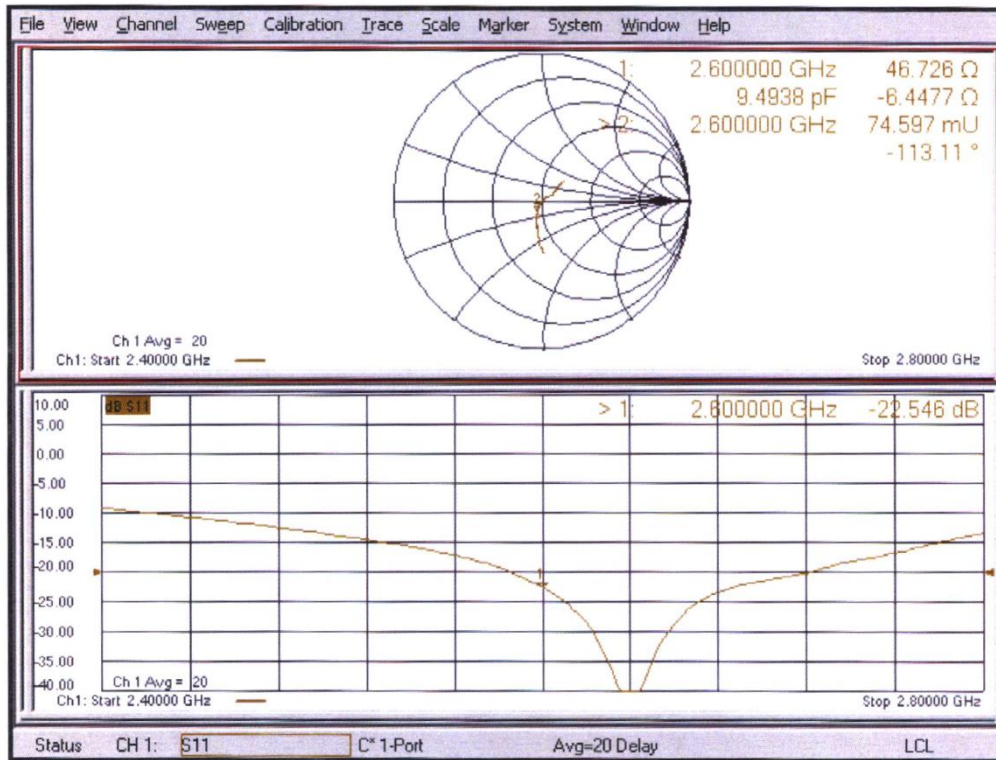 File View Channel Sweep Calibration Trace Scale Marker System Window Help
1: 2.600000 GHz 46.726 Ω
9.4938 pF -6.4477 Ω
> 2: 2.600000 GHz 74.597 mU
-113.11 °
2
Ch 1 Avg = 20
Ch1: Start 2.40000 GHz
Stop 2.80000 GHz
10.00
dB S11
> 1: 2.600000 GHz -22.546 dB
5.00
0.00
-5.00
-10.00
-15.00
-20.00
1
-25.00
-30.00
-35.00
-40.00
Ch 1 Avg = 20
Ch1: Start 2.40000 GHz
Stop 2.80000 GHz
Status CH 1: S11 C* 1-Port Avg=20 Delay LCL